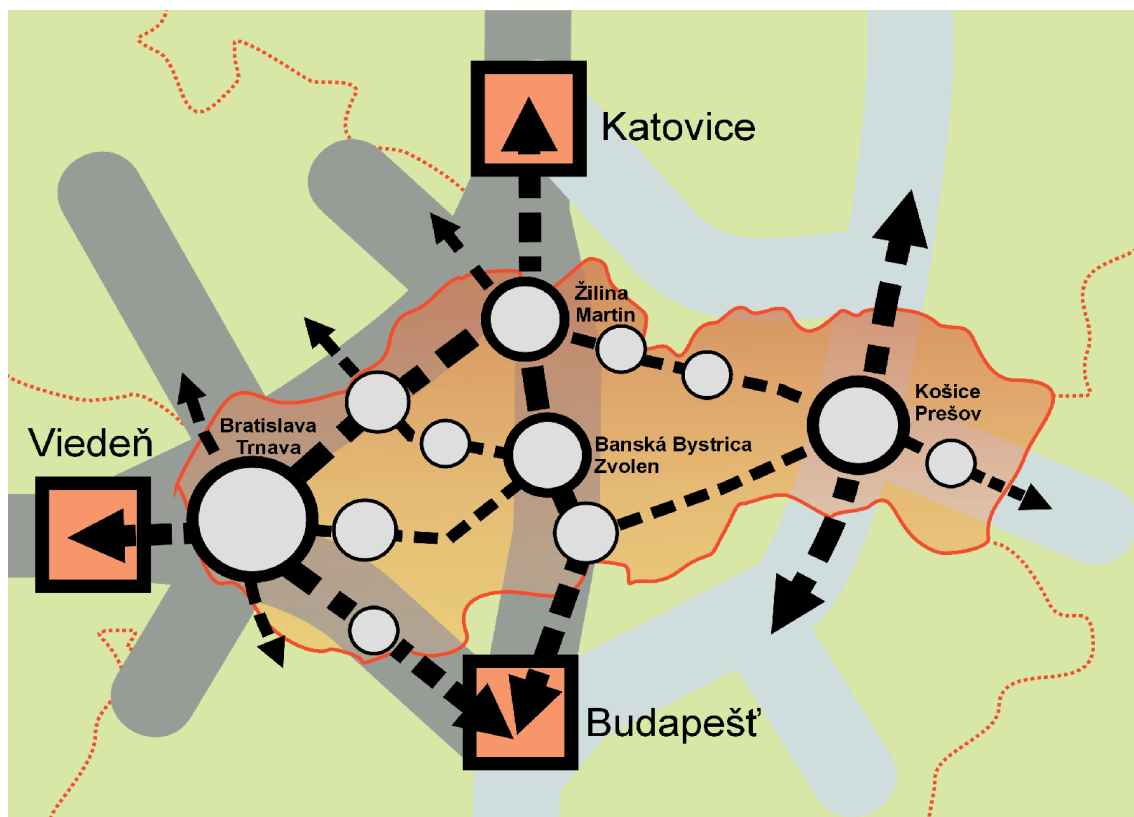 Katovice
Žilina
Martin
Košice
Prešov
Bratislava
Trnava
Viedeň
Banská Bystrica
Zvolen
Budapešť